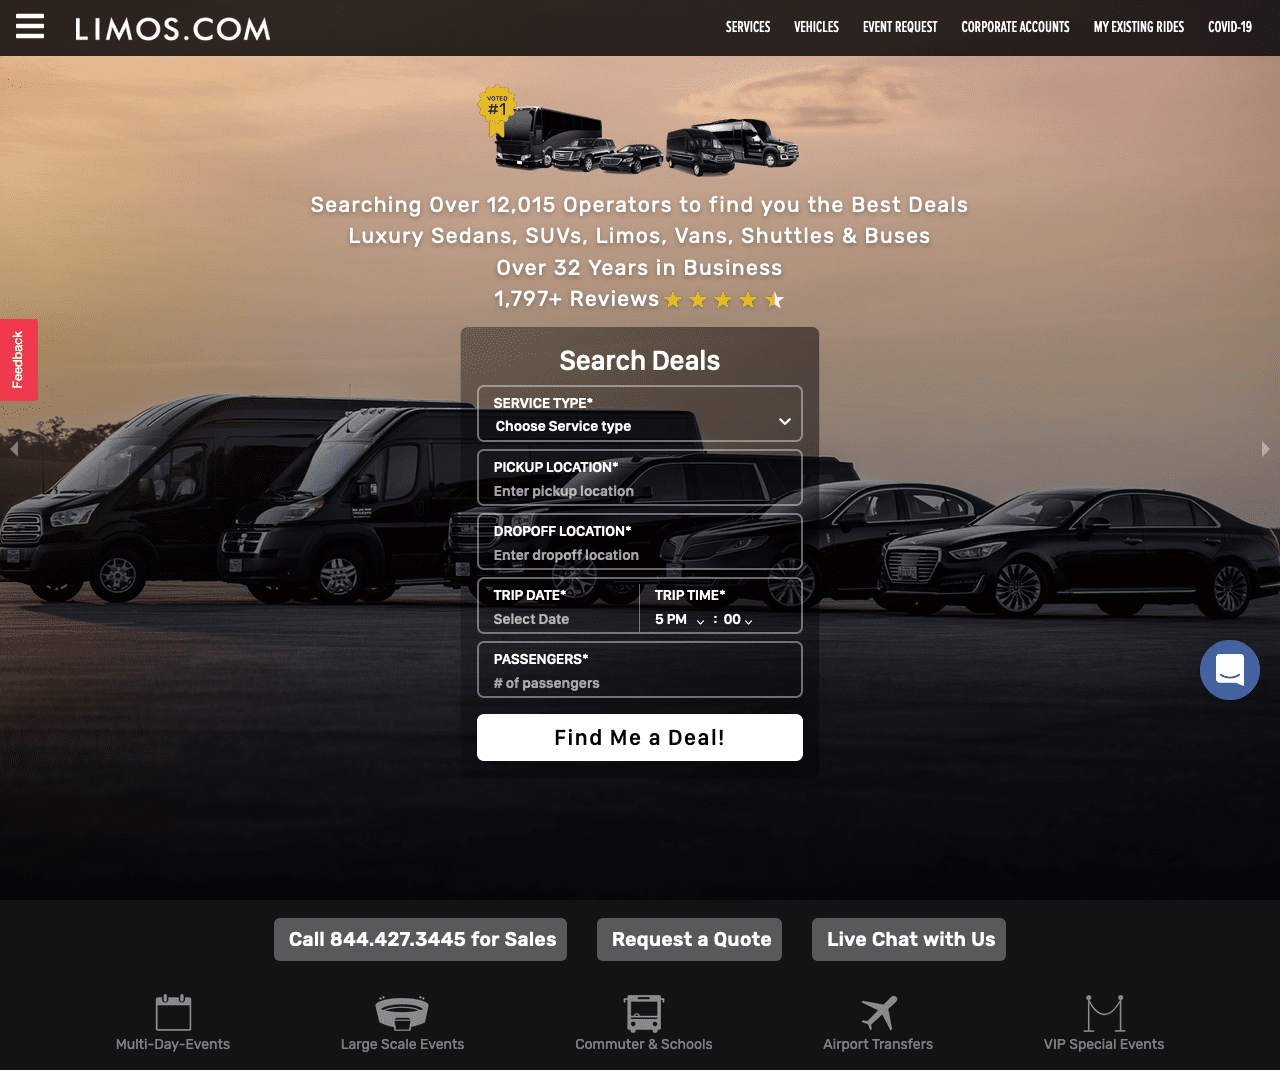 LIMOS.COM
SERVICES
VEHICLES
EVENT REQUEST
CORPORATE ACCOUNTS
MY EXISTING RIDES
COVID-19
VOTED
#1
Searching Over 12,015 Operators to find you the Best Deals
Luxury Sedans, SUVs, Limos, Vans, Shuttles & Buses
Over 32 Years in Business
1,797+ Reviews
Feedback
Search Deals
SERVICE TYPE*
Choose Service type
PICKUP LOCATION*
Enter pickup location
DROPOFF LOCATION*
Enter dropoff location
TRIP DATE*
Select Date
TRIP TIME*
5 PM : 00
PASSENGERS*
# of passengers
Find Me a Deal!
Call 844.427.3445 for Sales
Request a Quote
Live Chat with Us
Multi-Day-Events
Large Scale Events
Commuter & Schools
Airport Transfers
VIP Special Events